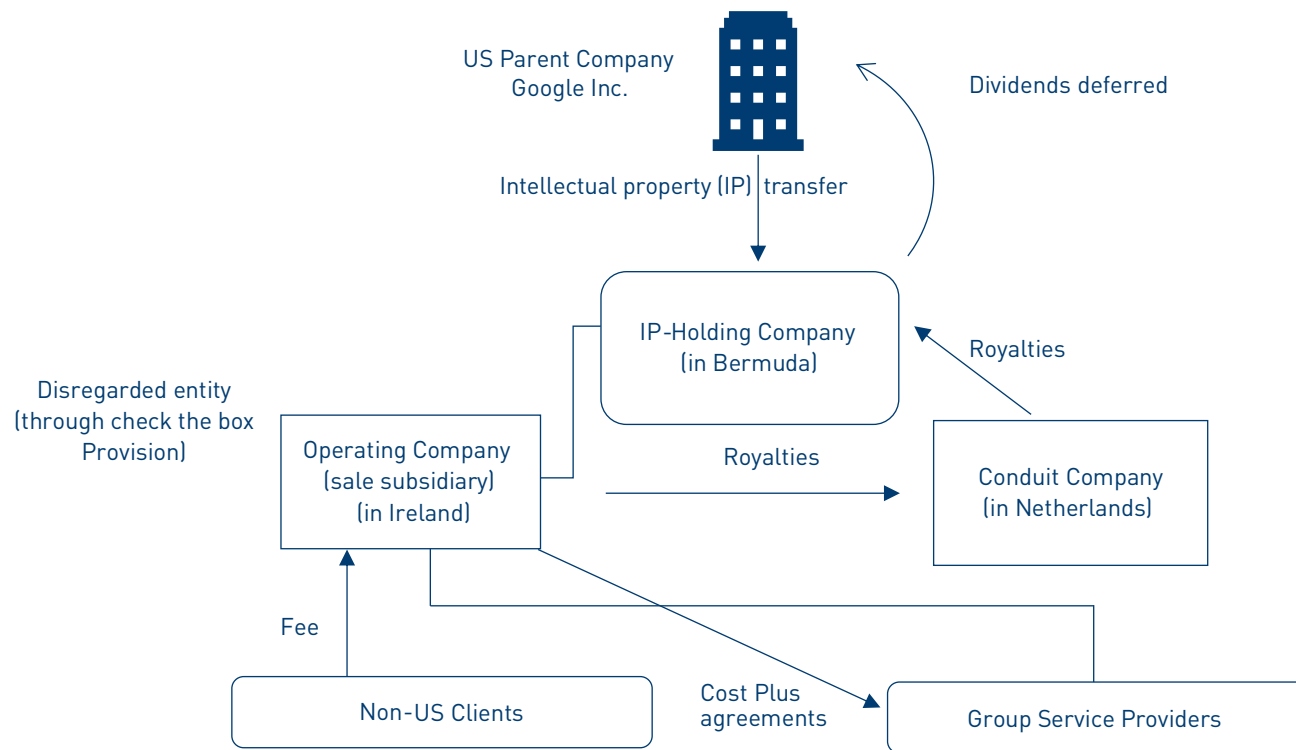 US Parent Company
Google Inc.
Dividends deferred
Intellectual property (IP) transfer
IP-Holding Company
(in Bermuda)
Royalties
Disregarded entity
(through check the box
Provision)
Operating Company
(sale subsidiary)
(in Ireland)
Royalties
Conduit Company
(in Netherlands)
Fee
Non-US Clients
Cost Plus
agreements
Group Service Providers